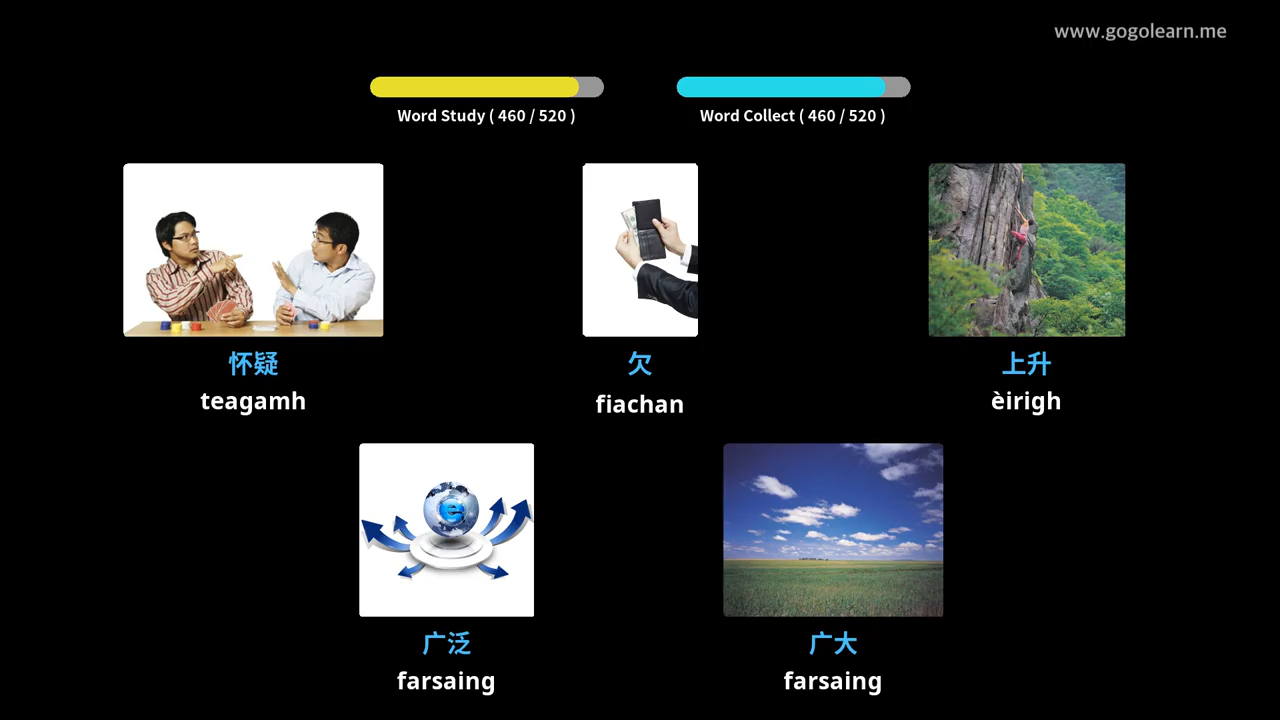 www.gogolearn.me
Word Study ( 460 / 520 )
Word Collect ( 460 / 520 )
怀疑
teagamh
欠
fiachan
上升
èirigh
e
广泛
farsaing
广大
farsaing